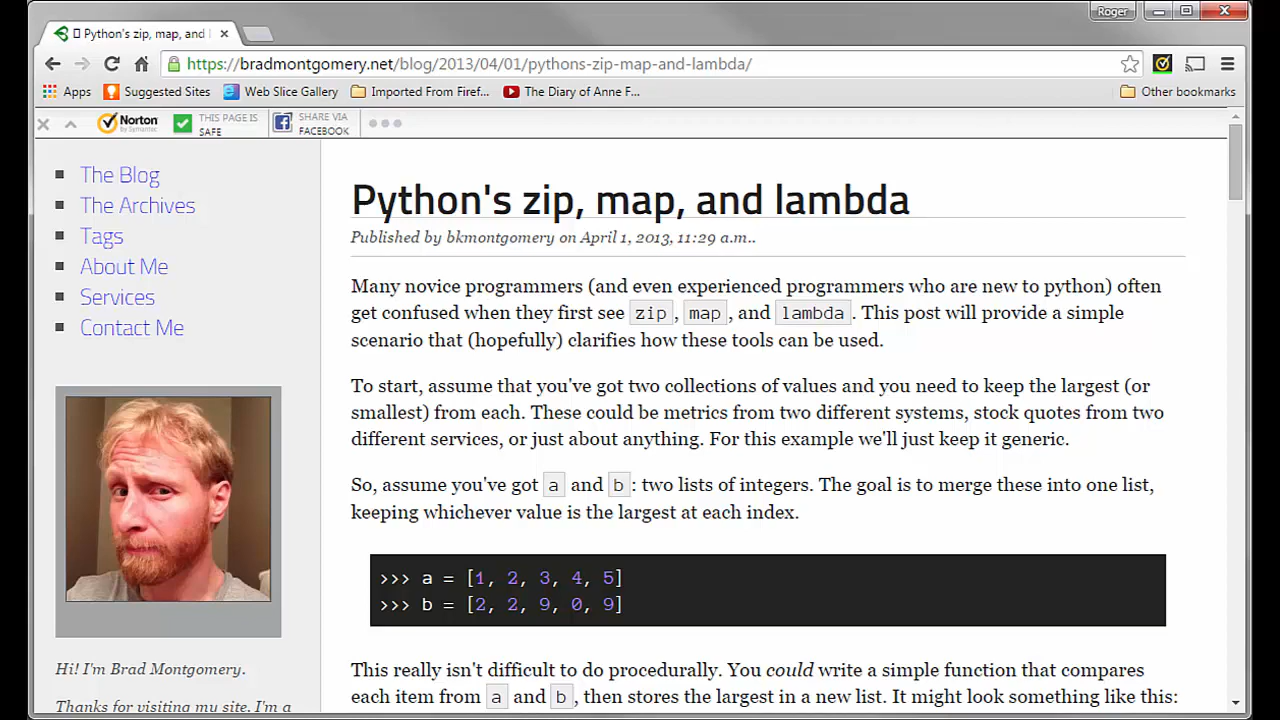 Roger
Python's zip, map, and
https://bradmontgomery.net/blog/2013/04/01/pythons-zip-map-and-lambda/
Apps Suggested Sites Web Slice Gallery Imported From Firef... The Diary of Anne F... Other bookmarks
Norton by Symantec THIS PAGE IS SAFE SHARE VIA FACEBOOK
The Blog
The Archives
Tags
About Me
Services
Contact Me
Hi! I'm Brad Montgomery.
Thanks for visiting my site. I'm a
Python's zip, map, and lambda
Published by bkmontgomery on April 1, 2013, 11:29 a.m..
Many novice programmers (and even experienced programmers who are new to python) often
get confused when they first see zip, map, and lambda. This post will provide a simple
scenario that (hopefully) clarifies how these tools can be used.
To start, assume that you've got two collections of values and you need to keep the largest (or
smallest) from each. These could be metrics from two different systems, stock quotes from two
different services, or just about anything. For this example we'll just keep it generic.
So, assume you've got a and b: two lists of integers. The goal is to merge these into one list,
keeping whichever value is the largest at each index.
>>> a = [1, 2, 3, 4, 5]
>>> b = [2, 2, 9, 0, 9]
This really isn't difficult to do procedurally. You could write a simple function that compares
each item from a and b, then stores the largest in a new list. It might look something like this: